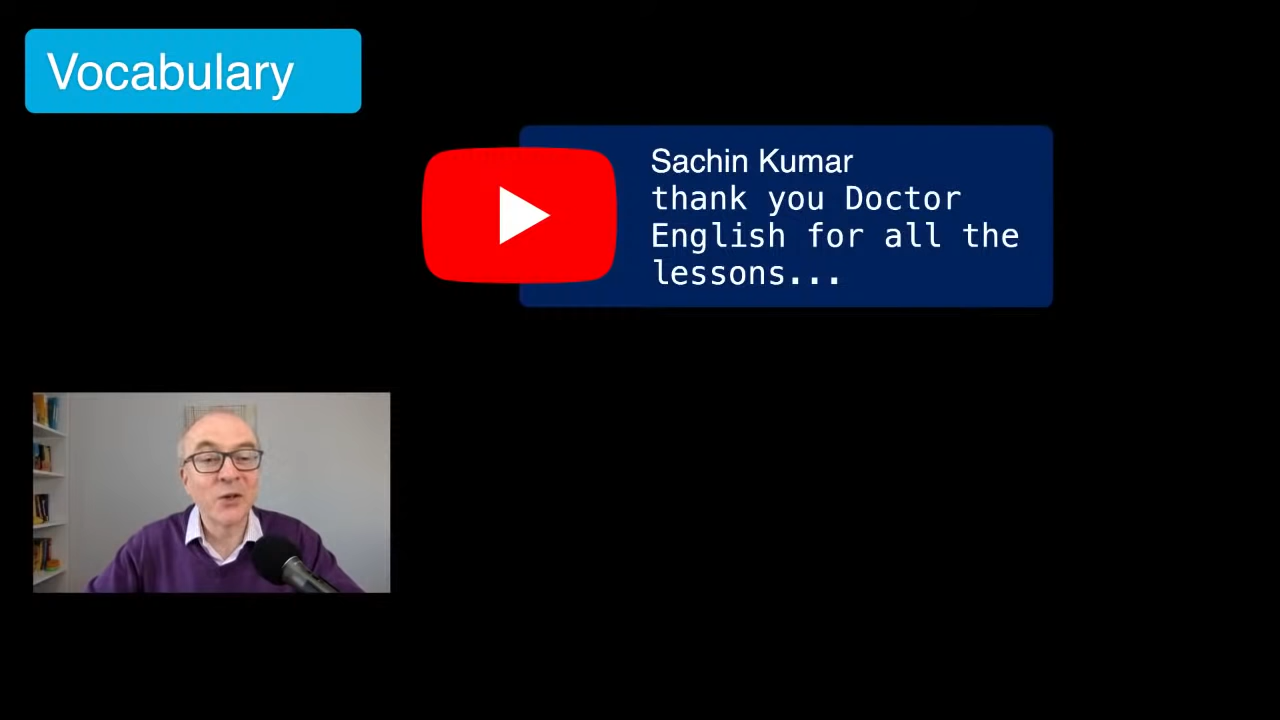 Vocabulary
Sachin Kumar
thank you Doctor
English for all the
lessons...